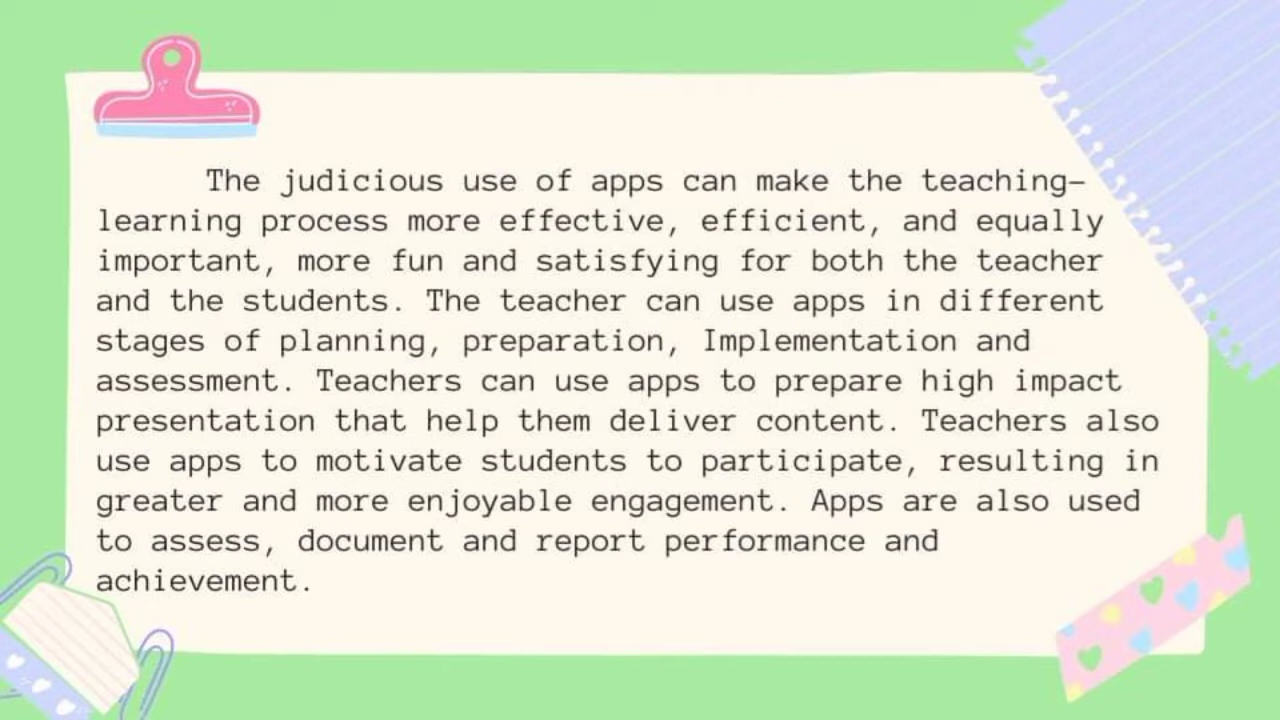 The judicious use of apps can make the teaching-
learning process more effective, efficient, and equally
important, more fun and satisfying for both the teacher
and the students. The teacher can use apps in different
stages of planning, preparation, Implementation and
assessment. Teachers can use apps to prepare high impact
presentation that help them deliver content. Teachers also
use apps to motivate students to participate, resulting in
greater and more enjoyable engagement. Apps are also used
to assess, document and report performance and
achievement.